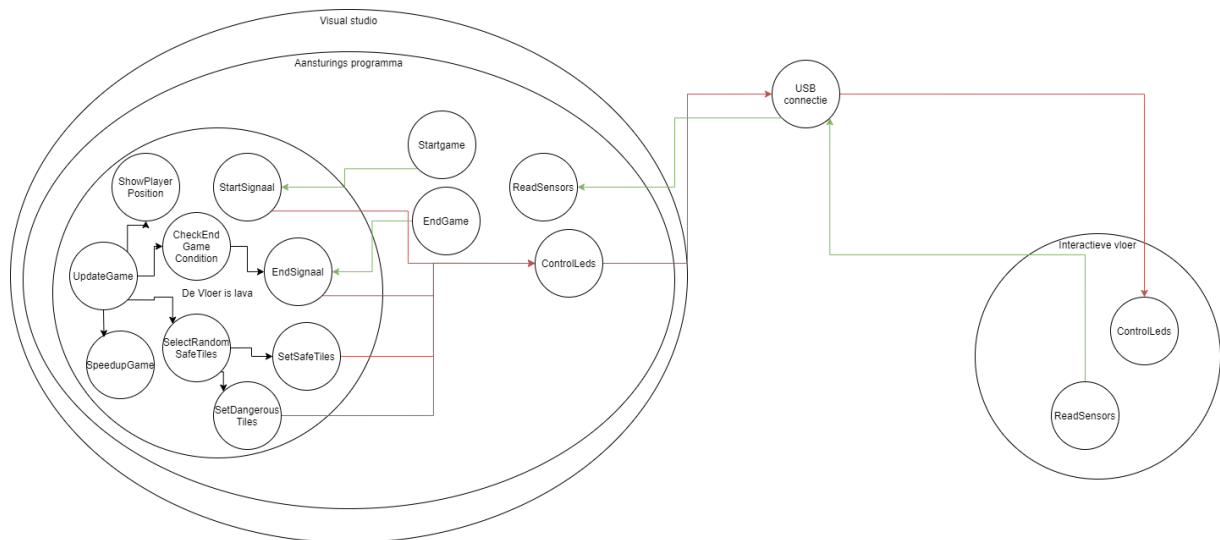 Visual studio
Aansturings programma
USB
connectie
Startgame
ShowPlayer
Position
StartSignaal
ReadSensors
EndGame
CheckEnd
Game
Condition
Interactieve vloer
UpdateGame
EndSignaal
ControlLeds
De Vloer is lava
ControlLeds
SelectRandom
SafeTiles
SetSafeTiles
SpeedupGame
SetDangerous
Tiles
ReadSensors